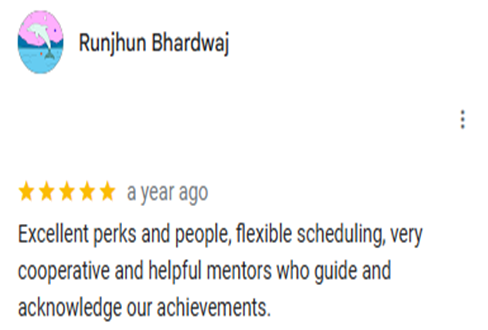 Runjhun Bhardwaj
a year ago
Excellent perks and people, flexible scheduling, very
cooperative and helpful mentors who guide and
acknowledge our achievements.